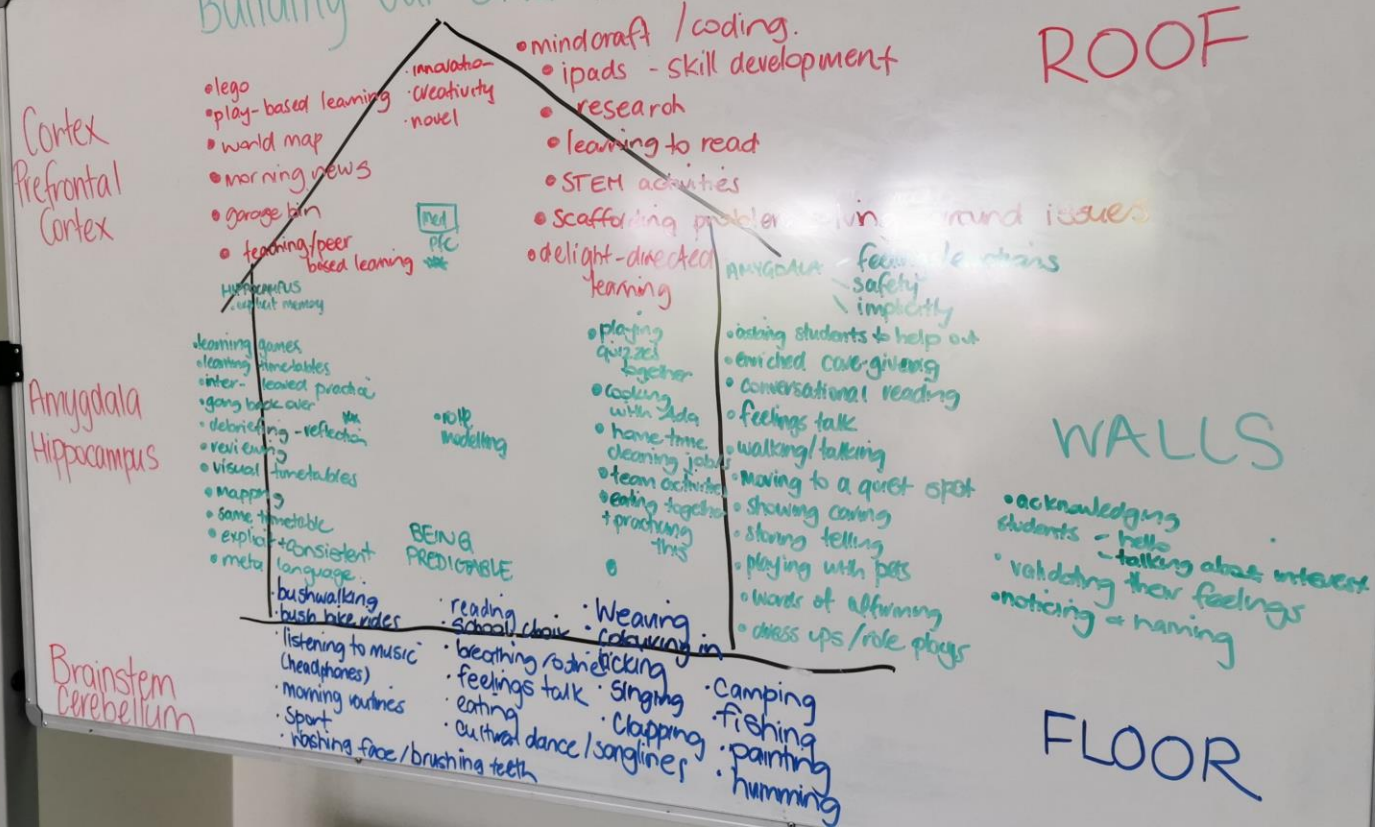 Building our
ROOF
Cortex
Prefrontal
Cortex
•lego
•play-based learning
•world map
•morning news
•garage bin
•teaching/peer
based learning
·innovation
·creativity
·novel
med
pfc
•mindcraft /coding.
•ipads - skill development
•research
•learning to read
•STEM activities
•scaffolding around issues
•delight-directed
learning
Amygdala
Hippocampus
HIPPOCAMPUS
·explicit memory
•learning games
•learning timetables
•inter-leaved practice
•going back over
•debriefing-reflection
•reviewing
•visual timetables
•mapping
•same timetable
•explicit+consistent
•meta language.
•role
modelling
BEING
PREDICTABLE
•playing
quizzes
together
•cooking
with Ada
•home time
cleaning jobs
•team activities
•eating together
+ practicing
this
AMYGDALA
safety
implicitly
•asking students to help out
•enriched care-giving
•conversational reading
•feelings talk
•walking/talking
•moving to a quiet spot
•showing caring
•storing telling
•playing with pets
•words of affirming
•dress ups/role plays
WALLS
•acknowledging
students - hello
- talking about interest
•validating their feelings
•noticing + naming
Brainstem
Cerebellum
·bushwalking
·bush bike rides
·listening to music
(headphones)
·morning routines
·Sport
·washing face/brushing teeth
·reading
·school choir
·breathing routines
·feelings talk
·eating
·cultural dance/songlines
·Weaving
·colouring in
·kicking
·singing
·clapping
·camping
·fishing
·painting
·humming
FLOOR